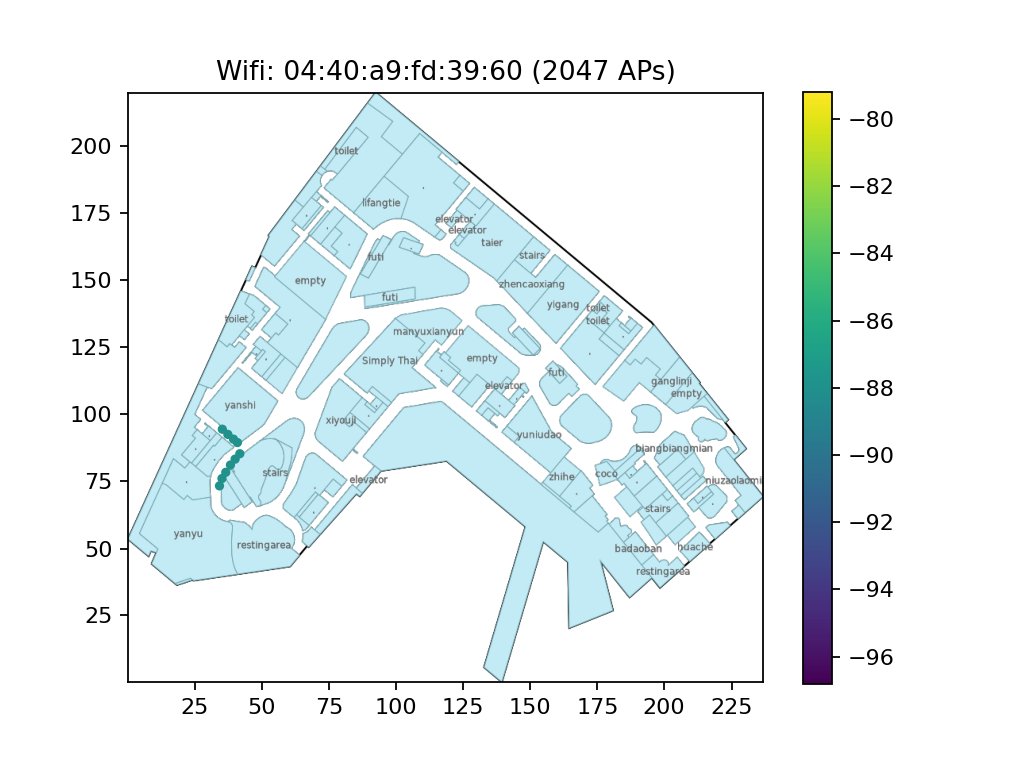 Wifi: 04:40:a9:fd:39:60 (2047 APs)
200
175
150
125
100
75
50
25
25
50
75
100
125
150
175
200
225
−80
−82
−84
−86
−88
−90
−92
−94
−96
toilet
lifangtie
elevator
elevator
taier
stairs
futi
futi
empty
zhencaoxiang
yigang
toilet
toilet
toilet
manyuxianyun
Simply Thai
empty
elevator
futi
ganglinji
empty
yanshi
xiyouji
yuniudao
biangbiangmian
stairs
elevator
zhihe
coco
niuzaolaomi
stairs
yanyu
restingarea
badaoban
huache
restingarea